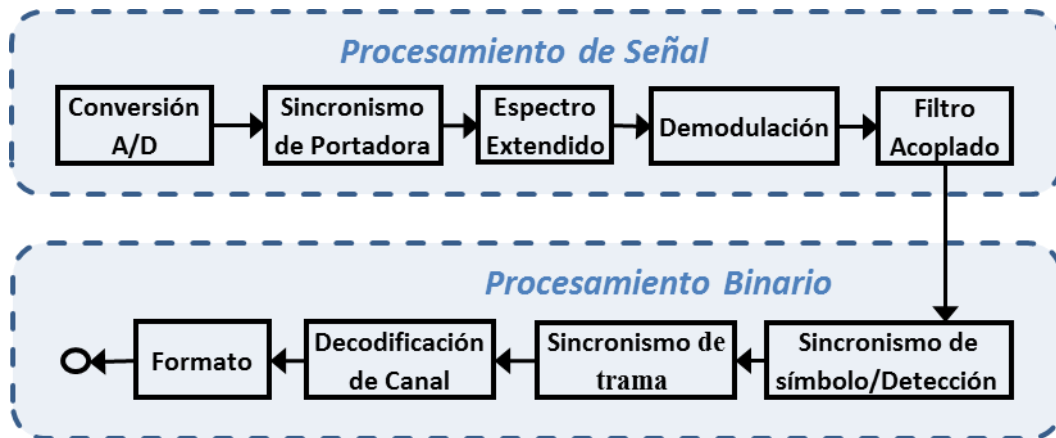 Procesamiento de Señal
Conversión
A/D
Sincronismo
de Portadora
Espectro
Extendido
Demodulación
Filtro
Acoplado
Procesamiento Binario
Formato
Decodificación
de Canal
Sincronismo de
trama
Sincronismo de
símbolo/Detección